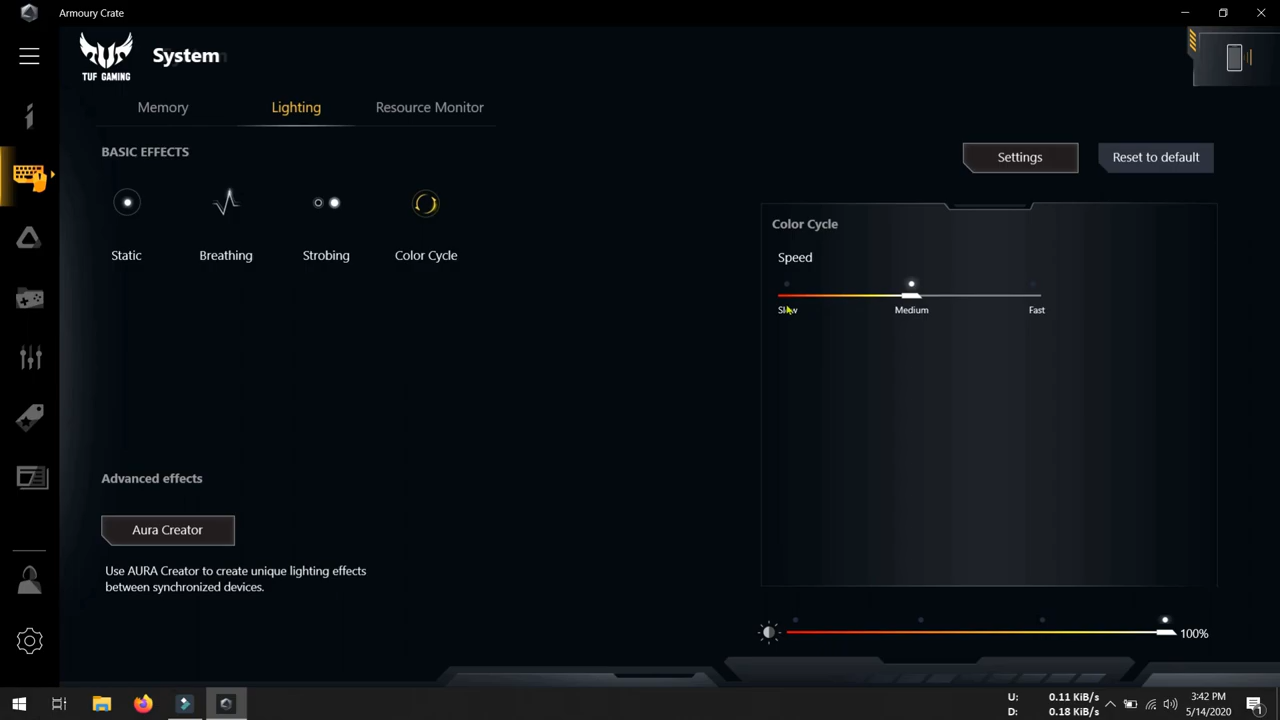 Armoury Crate
TUF GAMING
System
Memory
Lighting
Resource Monitor
BASIC EFFECTS
Settings
Reset to default
Static
Breathing
Strobing
Color Cycle
Color Cycle
Speed
Slow
Medium
Fast
Advanced effects
Aura Creator
Use AURA Creator to create unique lighting effects
between synchronized devices.
100%
U: 0.11 KiB/s
D: 0.18 KiB/s
3:42 PM
5/14/2020
1